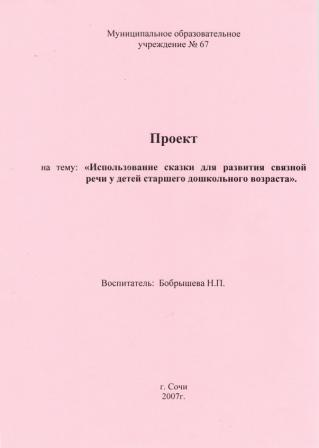 Муниципальное образовательное
учреждение № 67
Проект
на тему: «Использование сказки для развития связной
речи у детей старшего дошкольного возраста».
Воспитатель: Бобрышева Н.П.
г. Сочи
2007г.